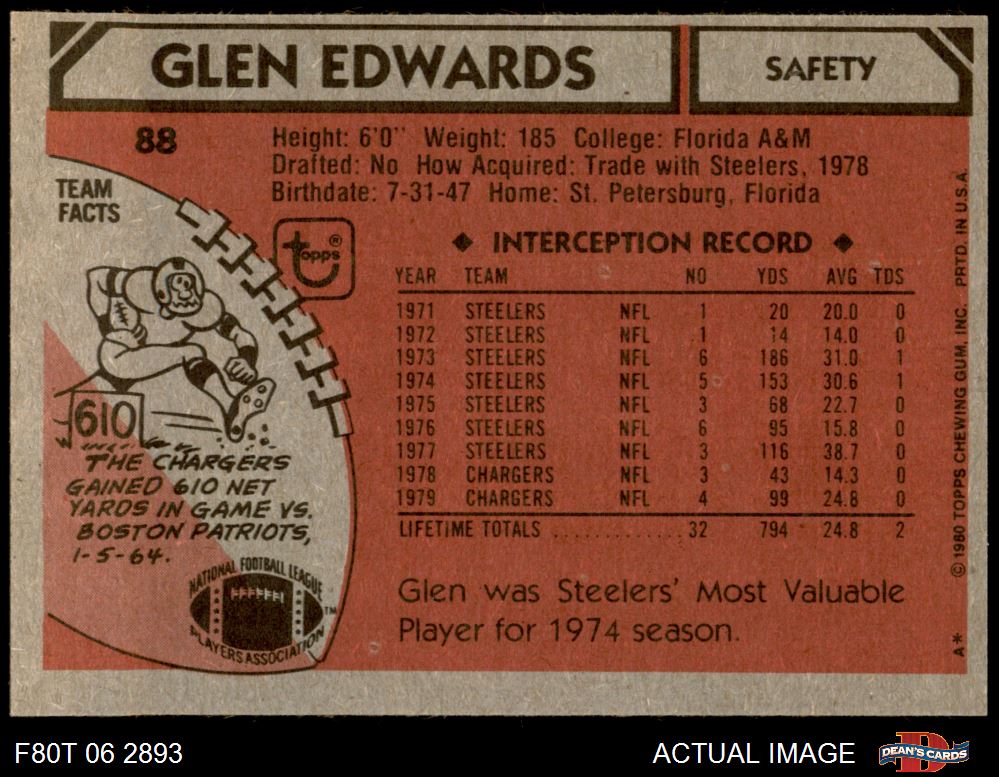 GLEN EDWARDS
SAFETY
88
Height: 6'0" Weight: 185 College: Florida A&M
Drafted: No How Acquired: Trade with Steelers, 1978
Birthdate: 7-31-47 Home: St. Petersburg, Florida
TEAM
FACTS
topps®
◆ INTERCEPTION RECORD ◆
YEAR TEAM NO YDS AVG TDS
1971 STEELERS NFL 1 20 20.0 0
1972 STEELERS NFL 1 14 14.0 0
1973 STEELERS NFL 6 186 31.0 1
1974 STEELERS NFL 5 153 30.6 1
1975 STEELERS NFL 3 68 22.7 0
1976 STEELERS NFL 6 95 15.8 0
1977 STEELERS NFL 3 116 38.7 0
1978 CHARGERS NFL 3 43 14.3 0
1979 CHARGERS NFL 4 99 24.8 0
LIFETIME TOTALS . . . . . . . . . . . . 32 794 24.8 2
610
THE CHARGERS
GAINED 610 NET
YARDS IN GAME VS.
BOSTON PATRIOTS,
1-5-64.
NATIONAL FOOTBALL LEAGUE
PLAYERS ASSOCIATION
TM
Glen was Steelers' Most Valuable
Player for 1974 season.
© 1980 TOPPS CHEWING GUM, INC. PRTD. IN U.S.A.
A*
F80T 06 2893
ACTUAL IMAGE
D
DEAN'S CARDS